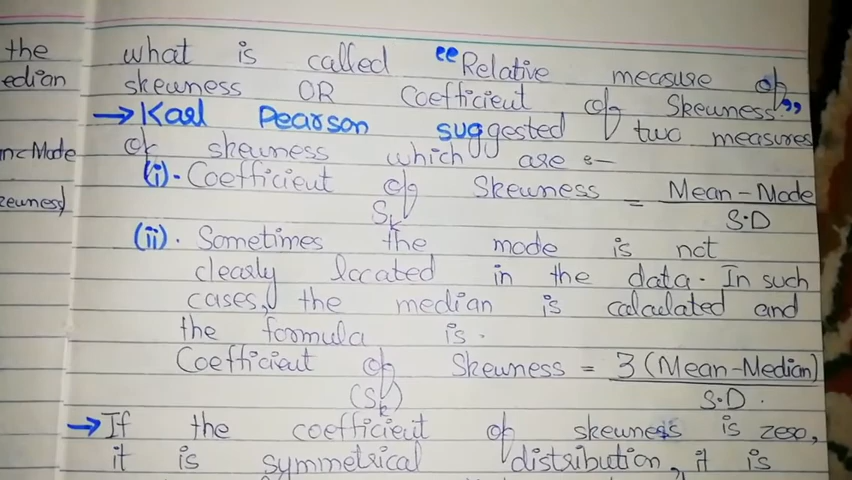 the
edian
n<Mode
zewness)
what is called “Relative measure of
skewness OR Coefficient of Skewness.”
→ Karl Pearson suggested two measures
of skewness which are :-
(i). Coefficient of Skewness = Mean-Mode
Sk S.D
(ii). Sometimes the mode is not
clearly located in the data. In such
cases, the median is calculated and
the formula is.
Coefficient of Skewness = 3 (Mean-Median)
(Sk) S.D.
→ If the coefficient of skewness is zero,
it is symmetrical distribution, it is